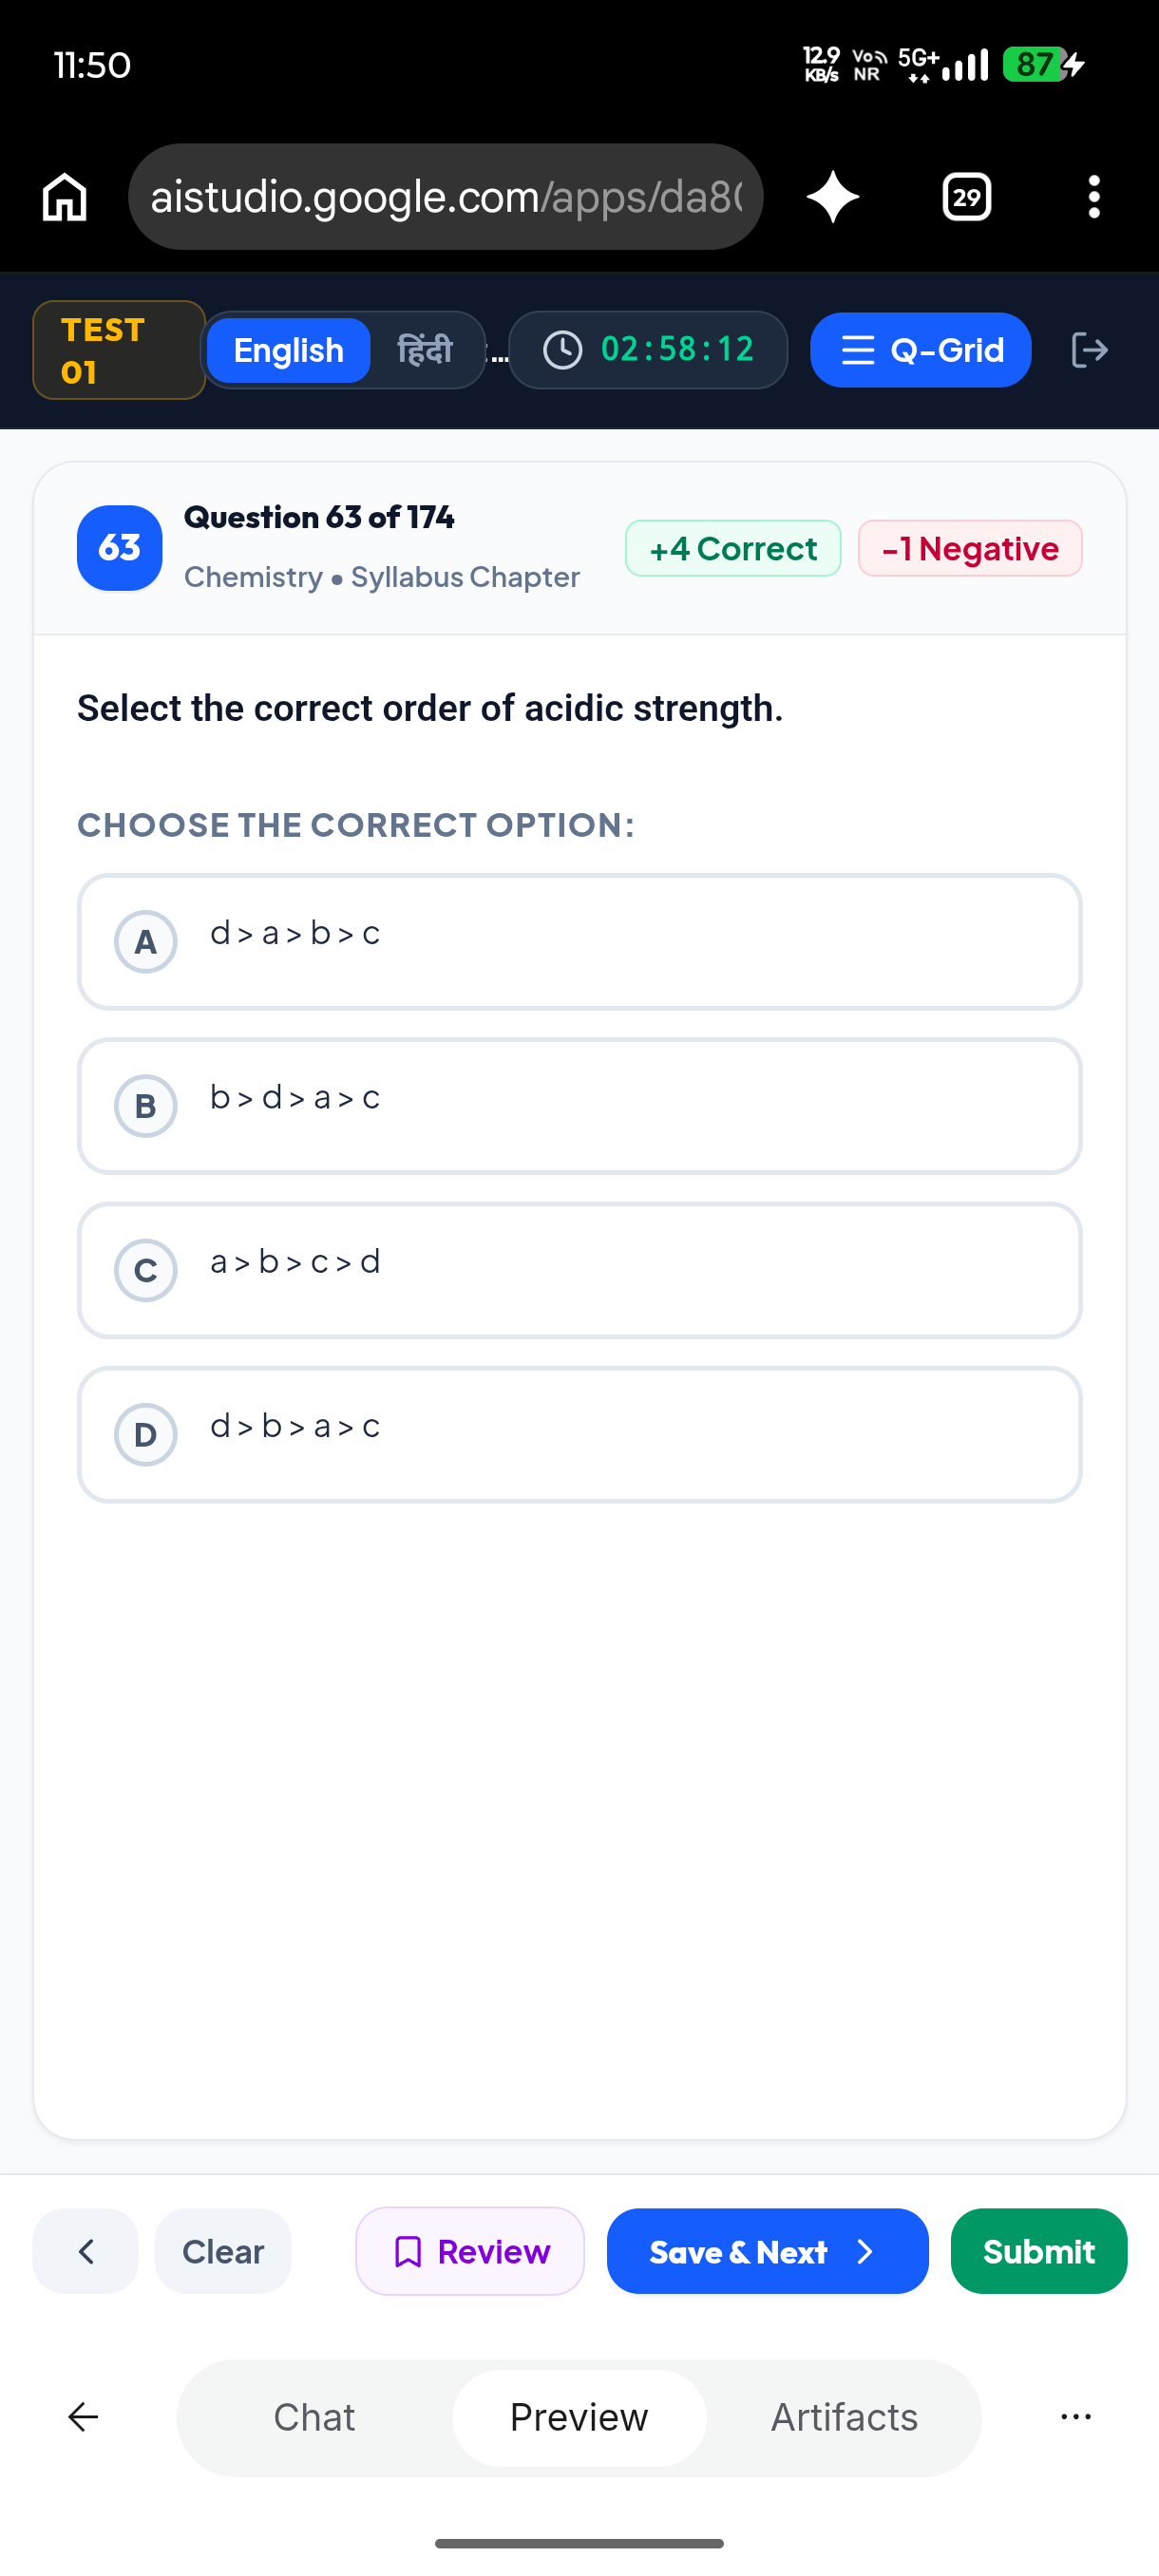 11:50
12.9 KB/s Vo NR 5G+ 87
aistudio.google.com/apps/da8
29
TEST 01
English हिंदी ... 02:58:12 Q-Grid
63
Question 63 of 174
Chemistry • Syllabus Chapter
+4 Correct -1 Negative
Select the correct order of acidic strength.
CHOOSE THE CORRECT OPTION:
A d > a > b > c
B b > d > a > c
C a > b > c > d
D d > b > a > c
Clear Review Save & Next Submit
Chat Preview Artifacts